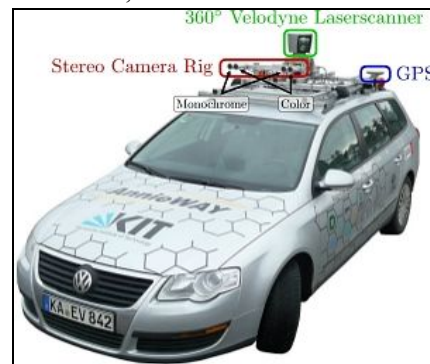 360° Velodyne Laserscanner
Stereo Camera Rig
GPS
Monochrome
Color
AnnieWAY
KIT
KA EV 842